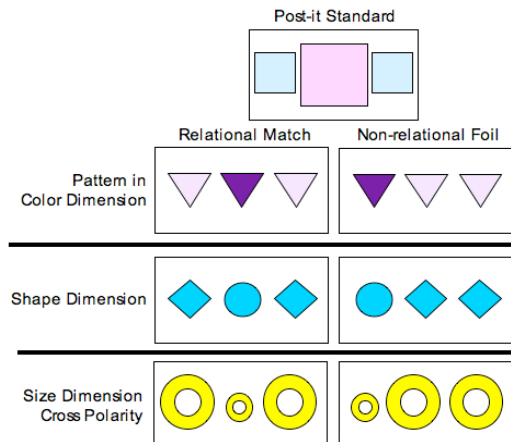 Post-it Standard
Relational Match
Non-relational Foil
Pattern in
Color Dimension
Shape Dimension
Size Dimension
Cross Polarity